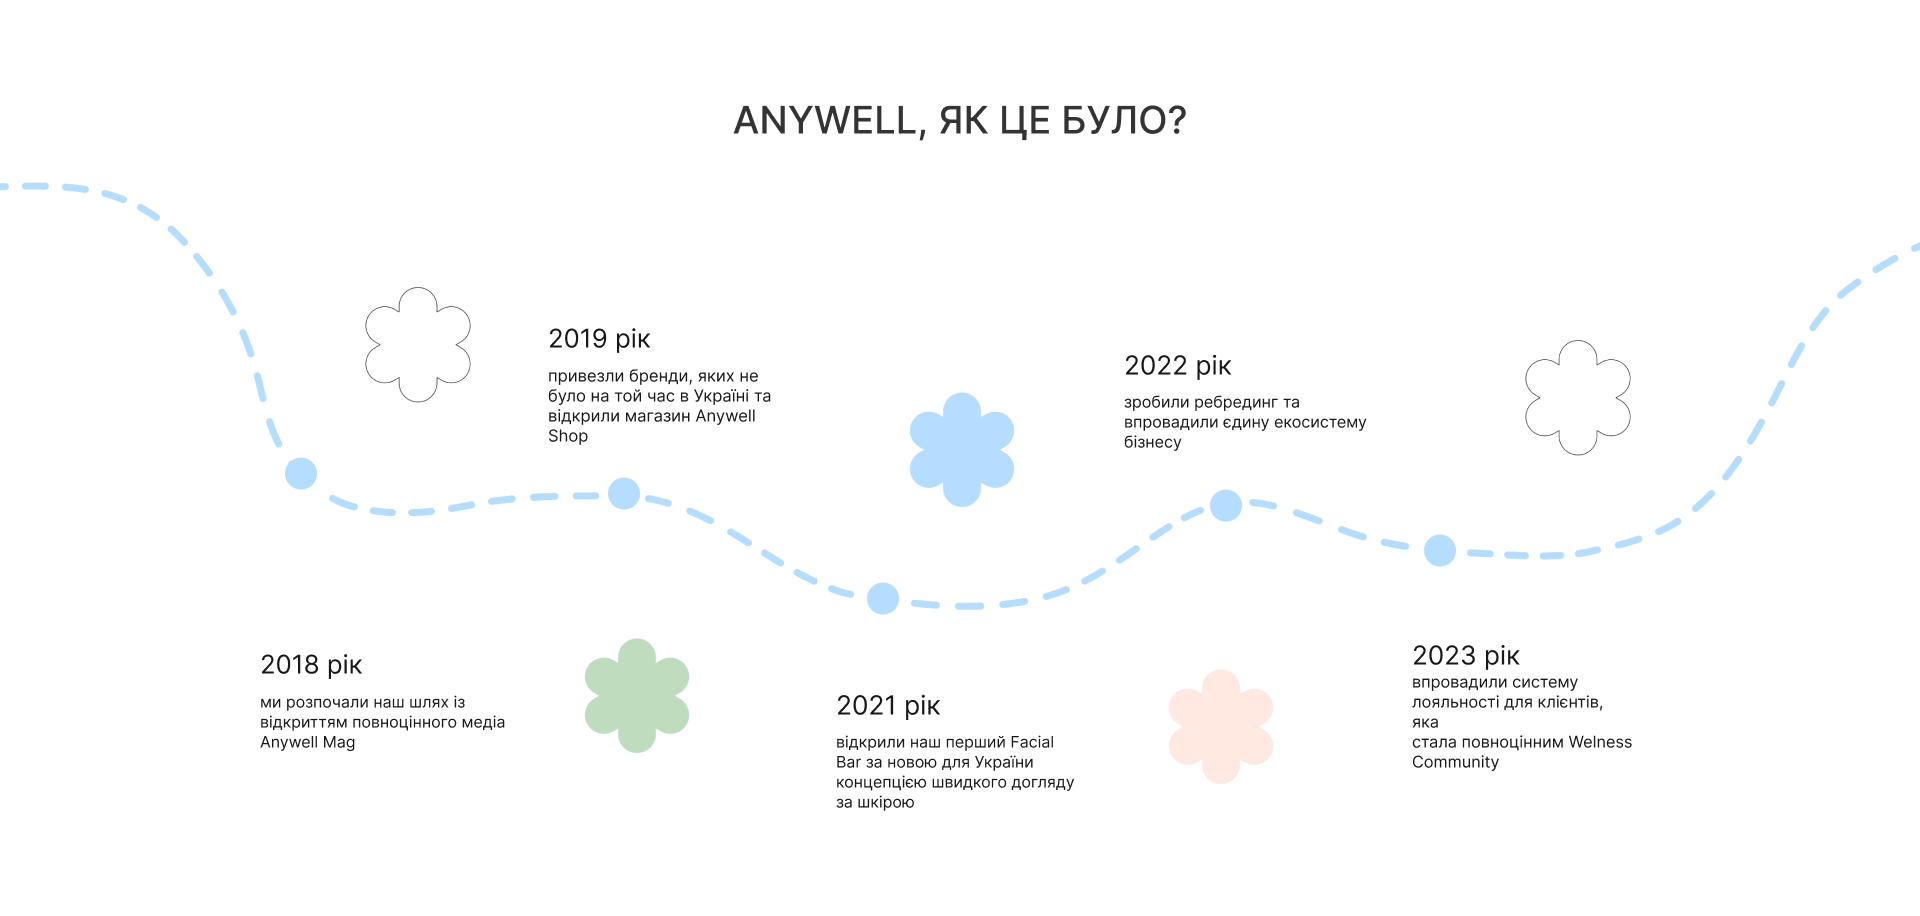 ANYWELL, ЯК ЦЕ БУЛО?
2018 рік
ми розпочали наш шлях із
відкриттям повноцінного медіа
Anywell Mag
2019 рік
привезли бренди, яких не
було на той час в Україні та
відкрили магазин Anywell
Shop
2021 рік
відкрили наш перший Facial
Bar за новою для України
концепцією швидкого догляду
за шкірою
2022 рік
зробили ребрединг та
впровадили єдину екосистему
бізнесу
2023 рік
впровадили систему
лояльності для клієнтів,
яка
стала повноцінним Welness
Community